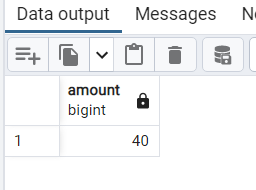 Data output Messages N
amount
bigint
1 40